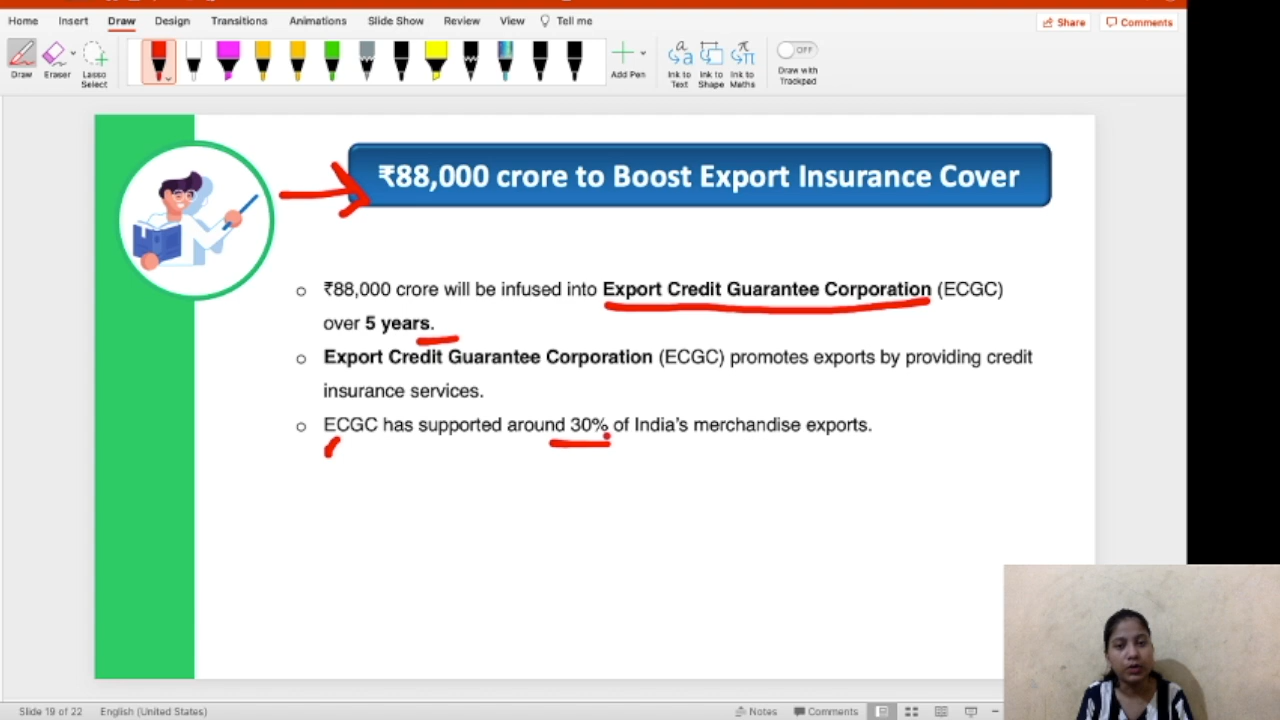 Home Insert Draw Design Transitions Animations Slide Show Review View Tell me Share Comments
Draw Eraser Lasso Select Add Pen Ink to Text Ink to Shape Ink to Maths OFF Draw with Trackpad
₹88,000 crore to Boost Export Insurance Cover
₹88,000 crore will be infused into Export Credit Guarantee Corporation (ECGC)
over 5 years.
Export Credit Guarantee Corporation (ECGC) promotes exports by providing credit
insurance services.
ECGC has supported around 30% of India's merchandise exports.
Slide 19 of 22 English (United States) Notes Comments